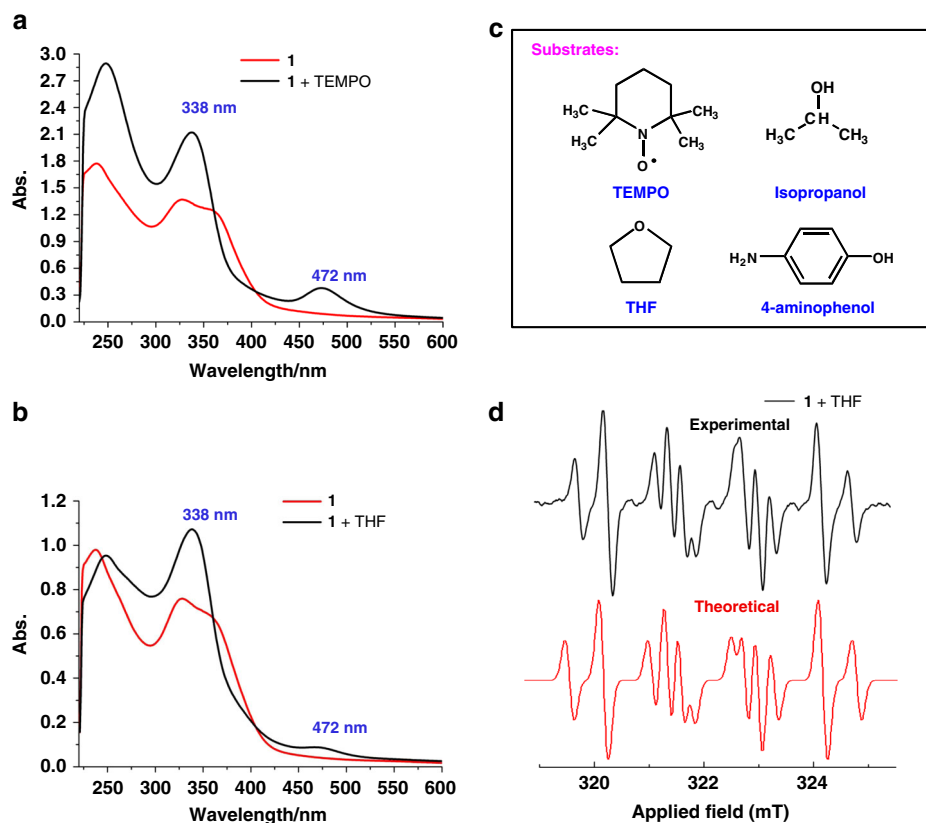 a
3.0
2.7
2.4
2.1
1.8
1.5
1.2
0.9
0.6
0.3
Abs.
1
1 + TEMPO
338 nm
472 nm
250 300 350 400 450 500 550 600
Wavelength/nm
b
1.2
1.0
0.8
0.6
0.4
0.2
0.0
Abs.
1
1 + THF
338 nm
472 nm
250 300 350 400 450 500 550 600
Wavelength/nm
c
Substrates:
H₃C
H₃C
N
O•
CH₃
CH₃
TEMPO
OH
CH
H₃C
CH₃
Isopropanol
O
THF
H₂N
OH
4-aminophenol
d
1 + THF
Experimental
Theoretical
320 322 324
Applied field (mT)